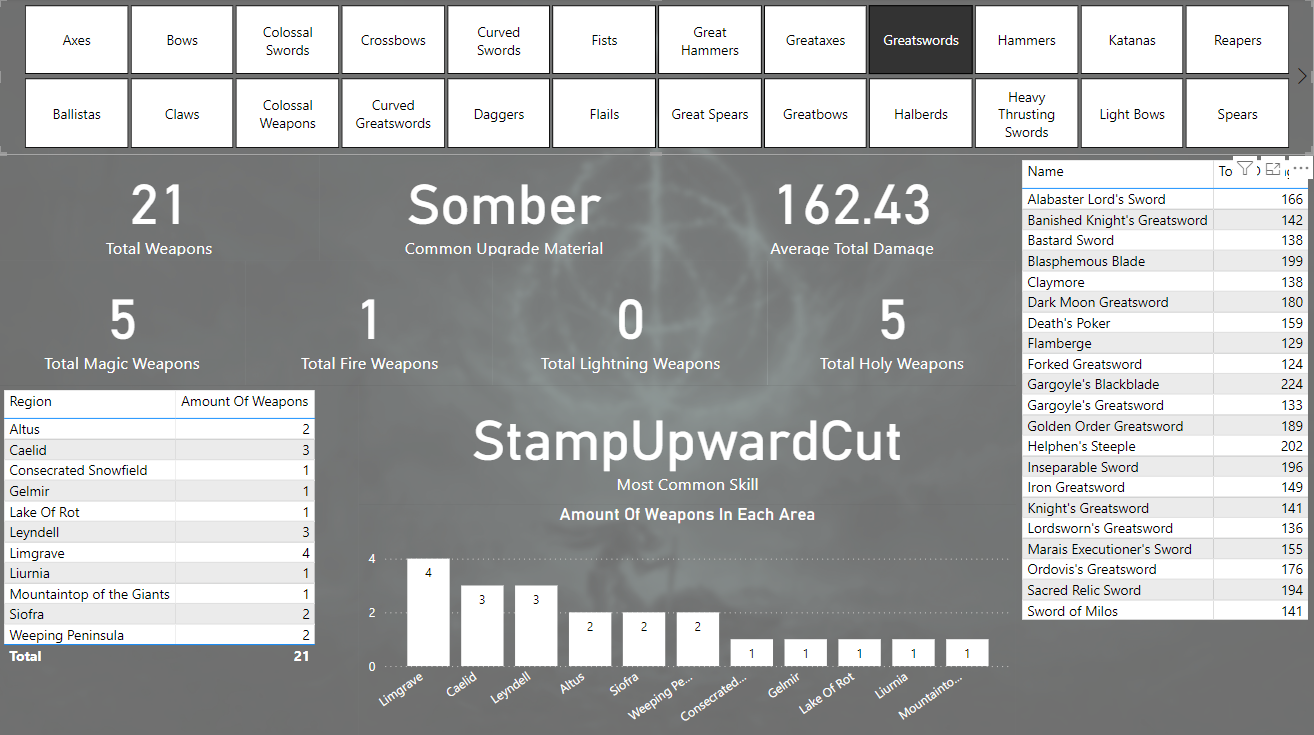 Axes
Bows
Colossal
Swords
Crossbows
Curved
Swords
Fists
Great
Hammers
Greataxes
Greatswords
Hammers
Katanas
Reapers
Ballistas
Claws
Colossal
Weapons
Curved
Greatswords
Daggers
Flails
Great Spears
Greatbows
Halberds
Heavy
Thrusting
Swords
Light Bows
Spears
21
Total Weapons
Somber
Common Upgrade Material
162.43
Average Total Damage
5
Total Magic Weapons
1
Total Fire Weapons
0
Total Lightning Weapons
5
Total Holy Weapons
Region Amount Of Weapons
Altus 2
Caelid 3
Consecrated Snowfield 1
Gelmir 1
Lake Of Rot 1
Leyndell 3
Limgrave 4
Liurnia 1
Mountaintop of the Giants 1
Siofra 2
Weeping Peninsula 2
Total 21
StampUpwardCut
Most Common Skill
Amount Of Weapons In Each Area
4
2
0
4
3
3
2
2
2
1
1
1
1
1
Limgrave
Caelid
Leyndell
Altus
Siofra
Weeping Pe...
Consecrated...
Gelmir
Lake Of Rot
Liurnia
Mountainto...
Name To
Alabaster Lord's Sword 166
Banished Knight's Greatsword 142
Bastard Sword 138
Blasphemous Blade 199
Claymore 138
Dark Moon Greatsword 180
Death's Poker 159
Flamberge 129
Forked Greatsword 124
Gargoyle's Blackblade 224
Gargoyle's Greatsword 133
Golden Order Greatsword 189
Helphen's Steeple 202
Inseparable Sword 196
Iron Greatsword 149
Knight's Greatsword 141
Lordsworn's Greatsword 136
Marais Executioner's Sword 155
Ordovis's Greatsword 176
Sacred Relic Sword 194
Sword of Milos 141